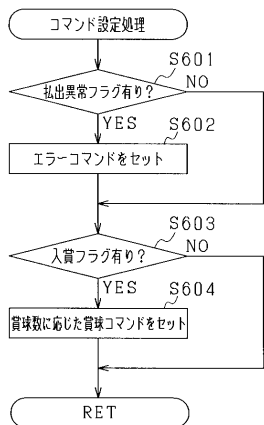 コマンド設定処理
S601
払出異常フラグ有り?
NO
YES
S602
エラーコマンドをセット
S603
入賞フラグ有り?
NO
YES
S604
賞球数に応じた賞球コマンドをセット
RET